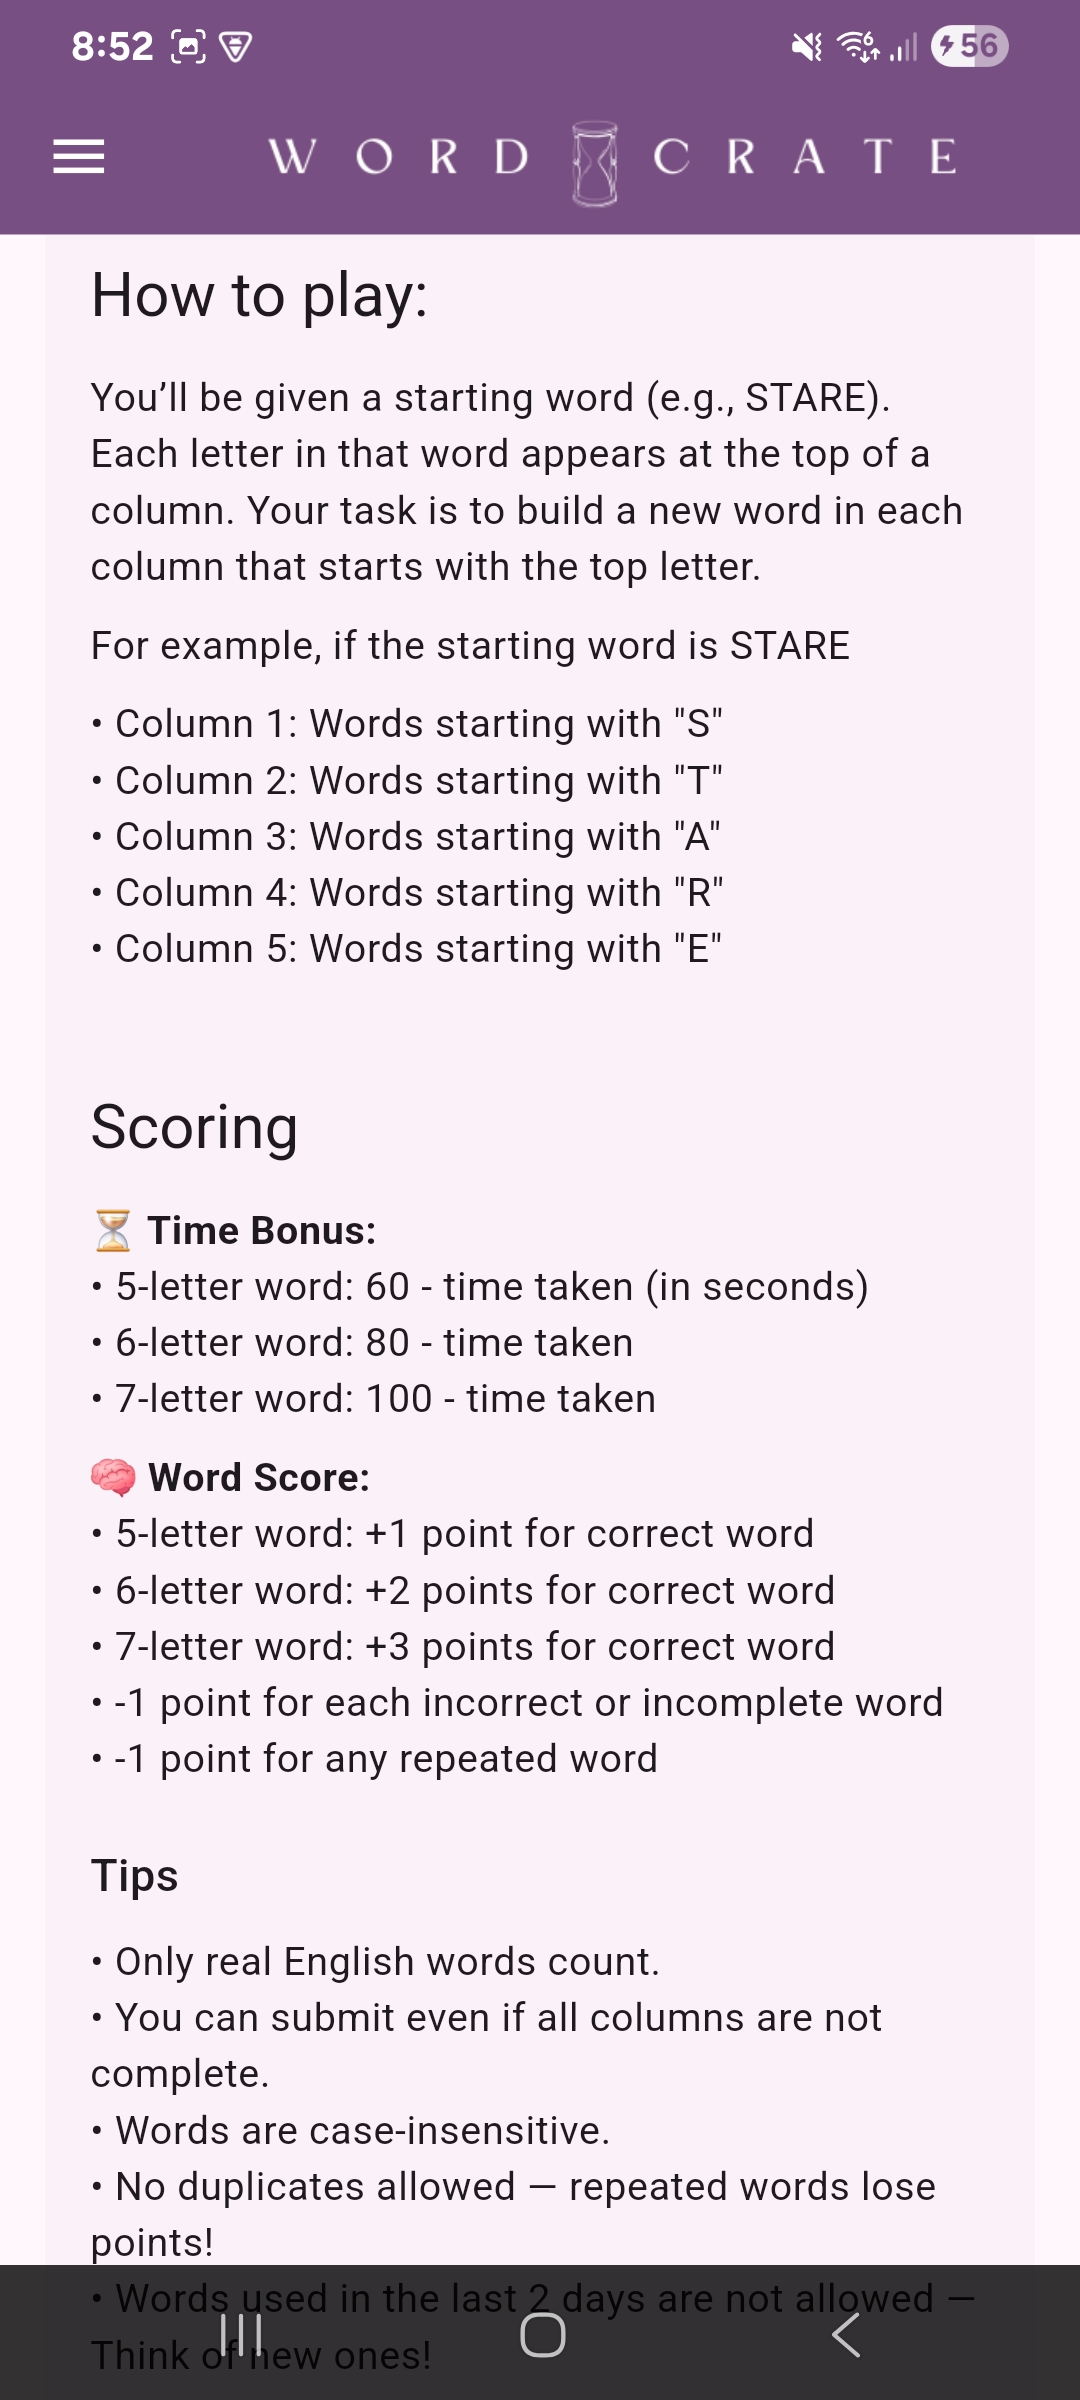 8:52
6
56
WORD CRATE
How to play:
You’ll be given a starting word (e.g., STARE).
Each letter in that word appears at the top of a
column. Your task is to build a new word in each
column that starts with the top letter.
For example, if the starting word is STARE
• Column 1: Words starting with "S"
• Column 2: Words starting with "T"
• Column 3: Words starting with "A"
• Column 4: Words starting with "R"
• Column 5: Words starting with "E"
Scoring
⏳ Time Bonus:
• 5-letter word: 60 - time taken (in seconds)
• 6-letter word: 80 - time taken
• 7-letter word: 100 - time taken
🧠 Word Score:
• 5-letter word: +1 point for correct word
• 6-letter word: +2 points for correct word
• 7-letter word: +3 points for correct word
• -1 point for each incorrect or incomplete word
• -1 point for any repeated word
Tips
• Only real English words count.
• You can submit even if all columns are not
complete.
• Words are case-insensitive.
• No duplicates allowed — repeated words lose
points!
• Words used in the last 2 days are not allowed —
Think of new ones!